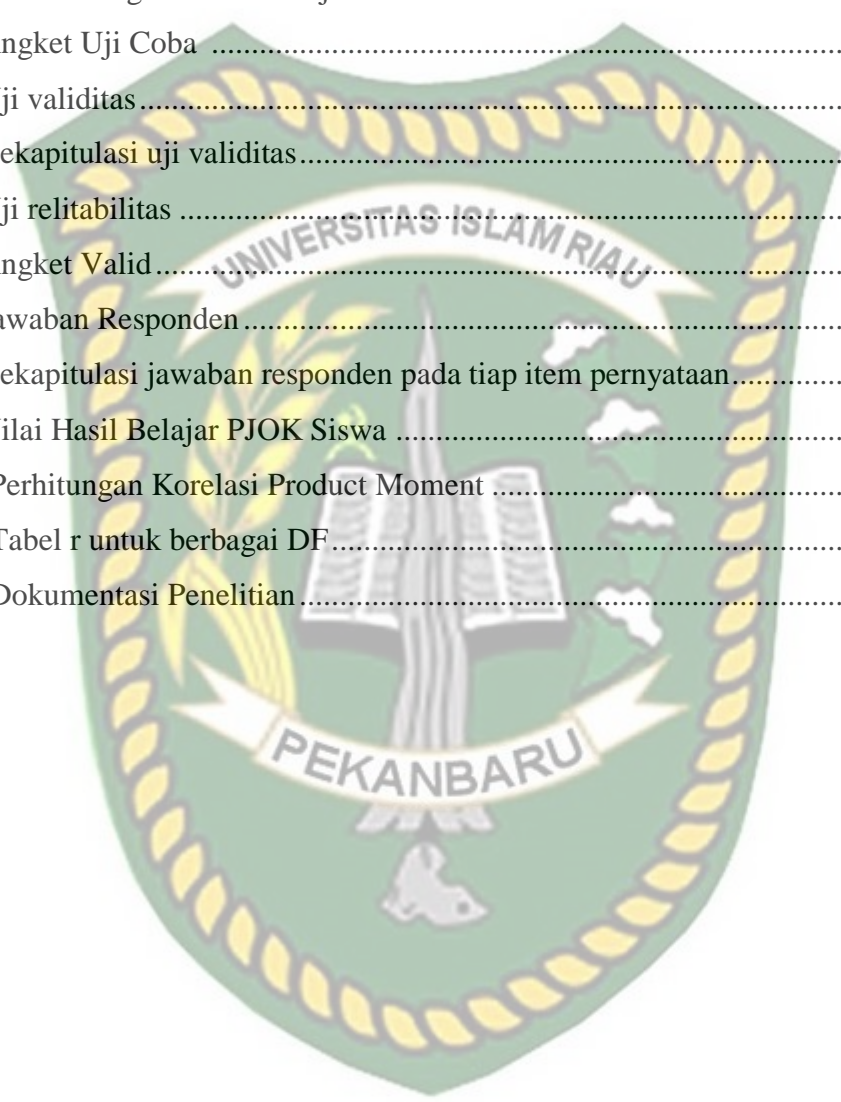 ngket Uji Coba ....................................................................................
ji validitas............................................................................................
ekapitulasi uji validitas.......................................................................
ji relitabilitas ......................................................................................
UNIVERSITAS ISLAM RIAU
ngket Valid..........................................................................................
awaban Responden..............................................................................
ekapitulasi jawaban responden pada tiap item pernyataan..............
ilai Hasil Belajar PJOK Siswa ..........................................................
Perhitungan Korelasi Product Moment ..............................................
Tabel r untuk berbagai DF..................................................................
Dokumentasi Penelitian......................................................................
PEKANBARU